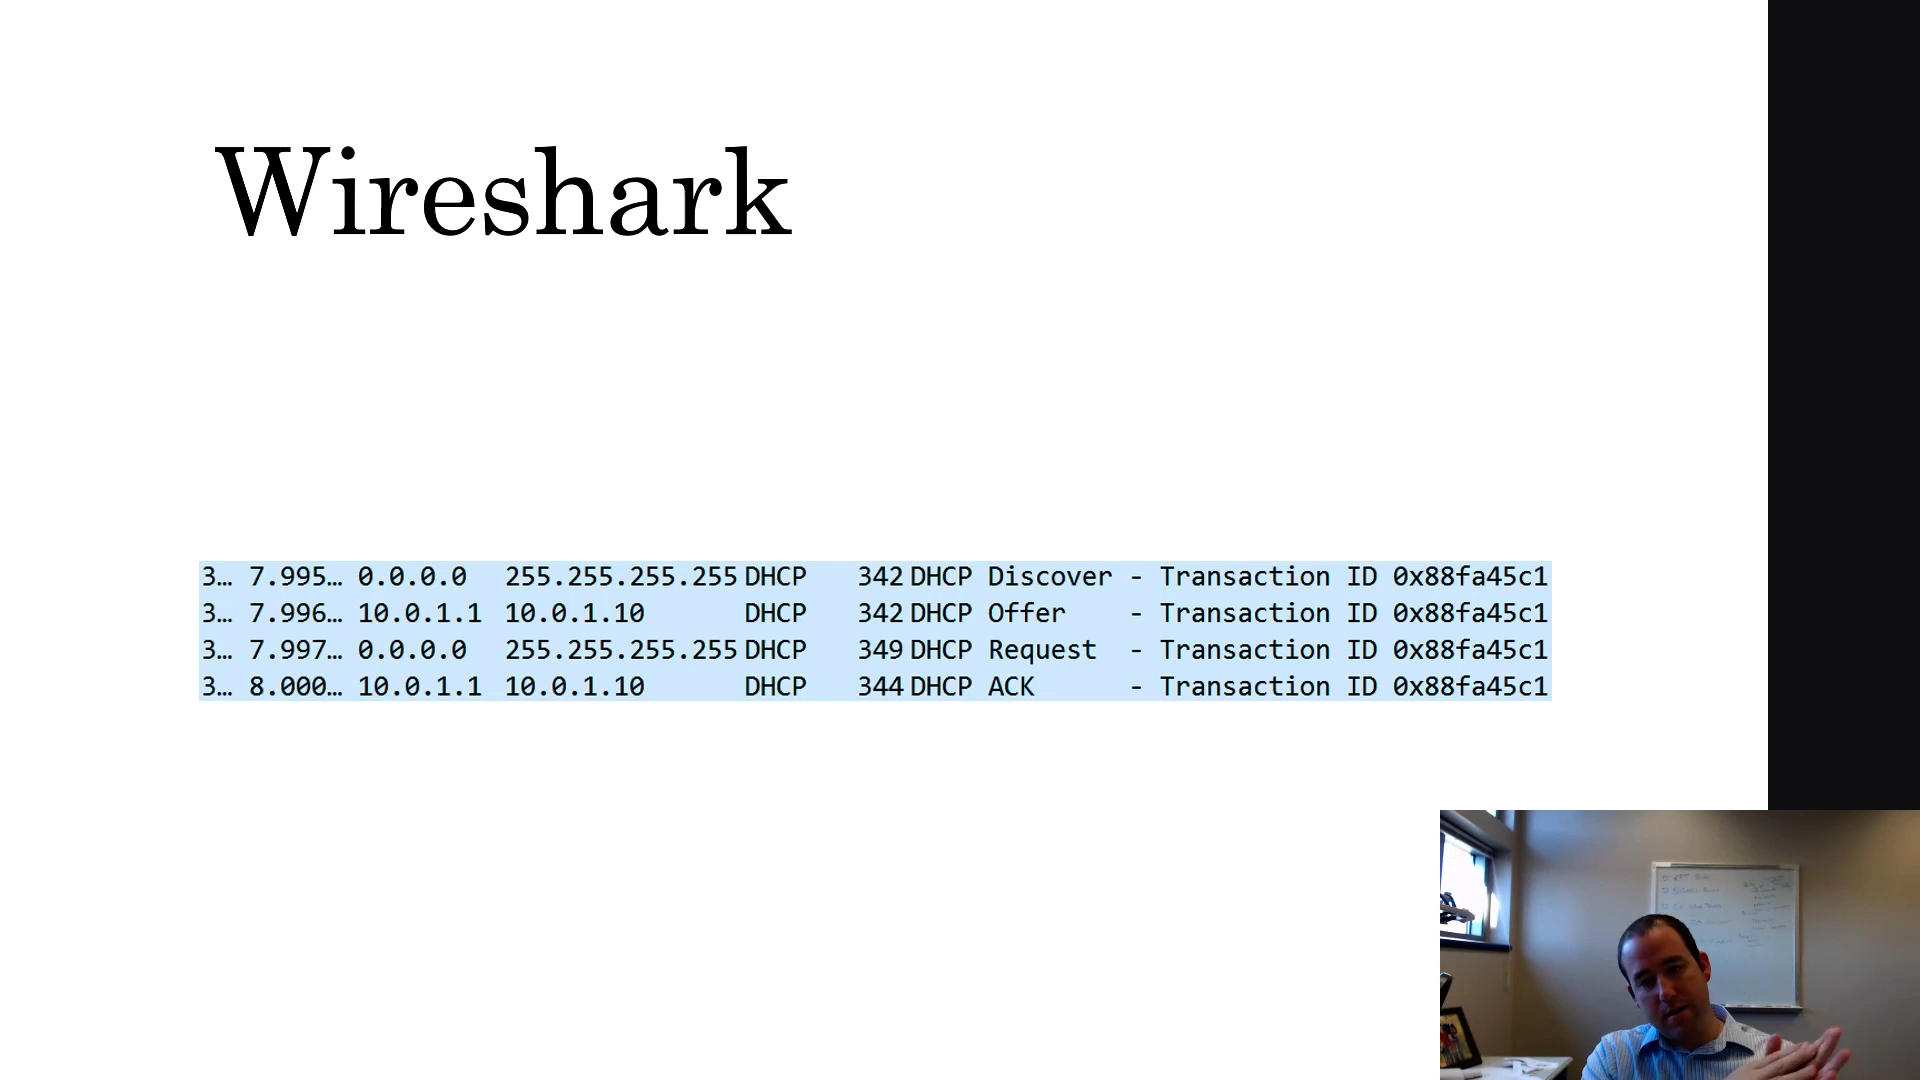 Wireshark
3… 7.995… 0.0.0.0 255.255.255.255 DHCP 342 DHCP Discover - Transaction ID 0x88fa45c1
3… 7.996… 10.0.1.1 10.0.1.10 DHCP 342 DHCP Offer - Transaction ID 0x88fa45c1
3… 7.997… 0.0.0.0 255.255.255.255 DHCP 349 DHCP Request - Transaction ID 0x88fa45c1
3… 8.000… 10.0.1.1 10.0.1.10 DHCP 344 DHCP ACK - Transaction ID 0x88fa45c1